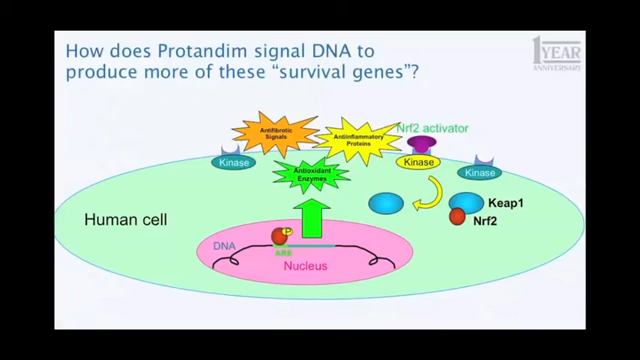 How does Protandim signal DNA to
produce more of these “survival genes”?
1 YEAR
ANNIVERSARY
Antifibrotic
Signals
Antiinflammatory
Proteins
Nrf2 activator
Kinase
Kinase
Kinase
Antioxidant
Enzymes
Keap1
Nrf2
Human cell
P
DNA
ARE
Nucleus